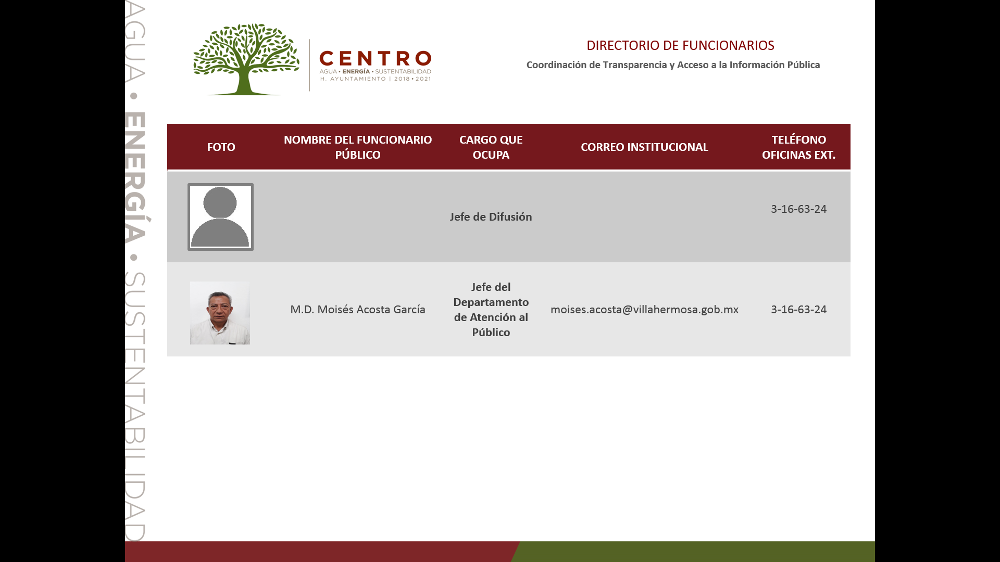 AGUA • ENERGÍA • SUSTENTABILIDAD
CENTRO
AGUA • ENERGÍA • SUSTENTABILIDAD
H. AYUNTAMIENTO | 2018 • 2021
DIRECTORIO DE FUNCIONARIOS
Coordinación de Transparencia y Acceso a la Información Pública
FOTO
NOMBRE DEL FUNCIONARIO
PÚBLICO
CARGO QUE
OCUPA
CORREO INSTITUCIONAL
TELÉFONO
OFICINAS EXT.
Jefe de Difusión
3-16-63-24
M.D. Moisés Acosta García
Jefe del
Departamento
de Atención al
Público
moises.acosta@villahermosa.gob.mx
3-16-63-24